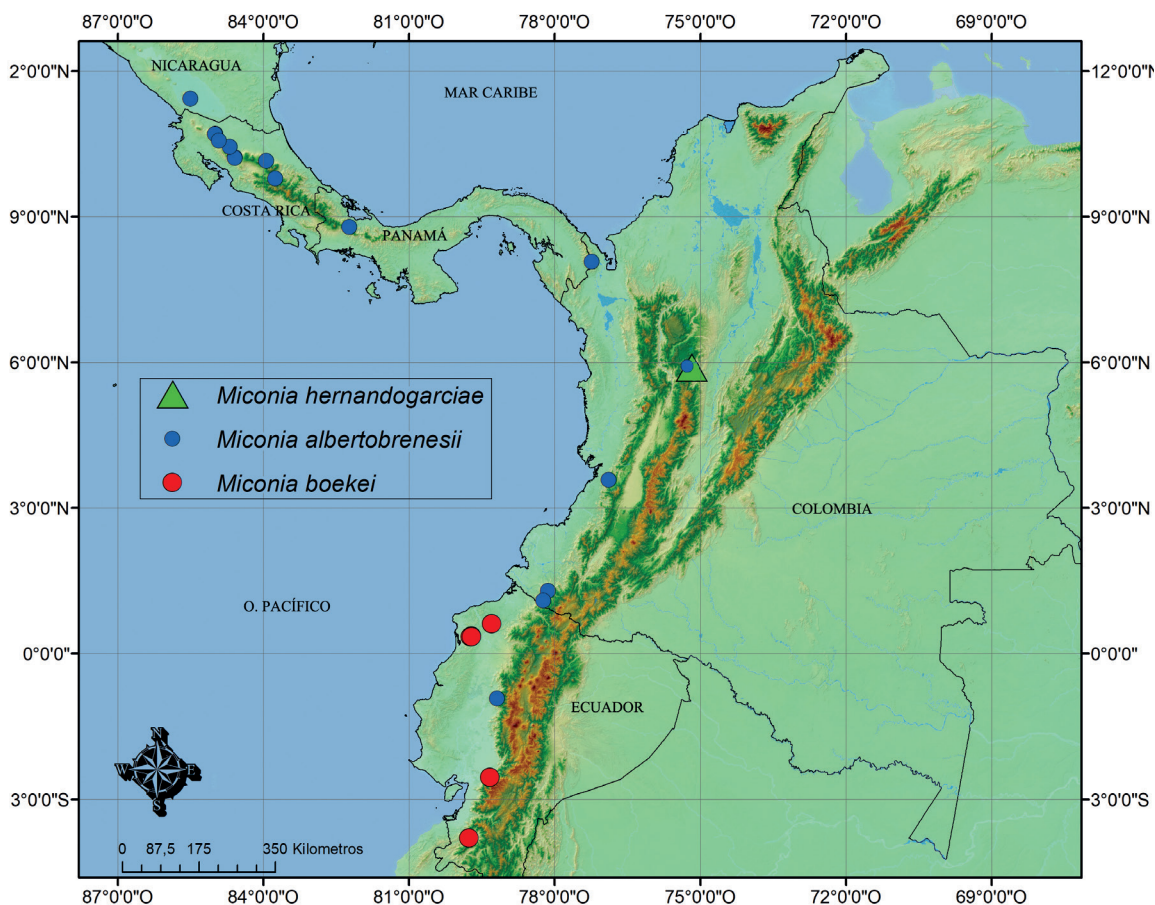 87°0'0"O 84°0'0"O 81°0'0"O 78°0'0"O 75°0'0"O 72°0'0"O 69°0'0"O
NICARAGUA
2°0'0"N 12°0'0"N
MAR CARIBE
9°0'0"N COSTA RICA 9°0'0"N
PANAMÁ
6°0'0"N 6°0'0"N
Miconia hernandogarciae
Miconia albertobrenesii
Miconia boekei
3°0'0"N 3°0'0"N
COLOMBIA
O. PACÍFICO
0°0'0" 0°0'0"
ECUADOR
N
W E
S
3°0'0"S 3°0'0"S
0 87,5 175 350 Kilometros
87°0'0"O 84°0'0"O 81°0'0"O 78°0'0"O 75°0'0"O 72°0'0"O 69°0'0"O